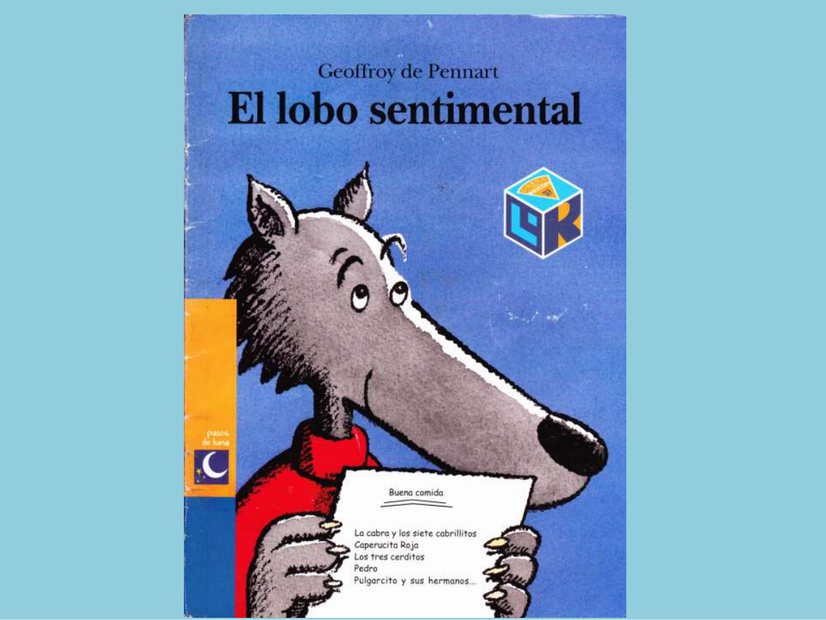 Geoffroy de Pennart
El lobo sentimental
LQR
pasos
de luna
Buena comida
La cabra y los siete cabrillitos
Caperucita Roja
Los tres cerditos
Pedro
Pulgarcito y sus hermanos...